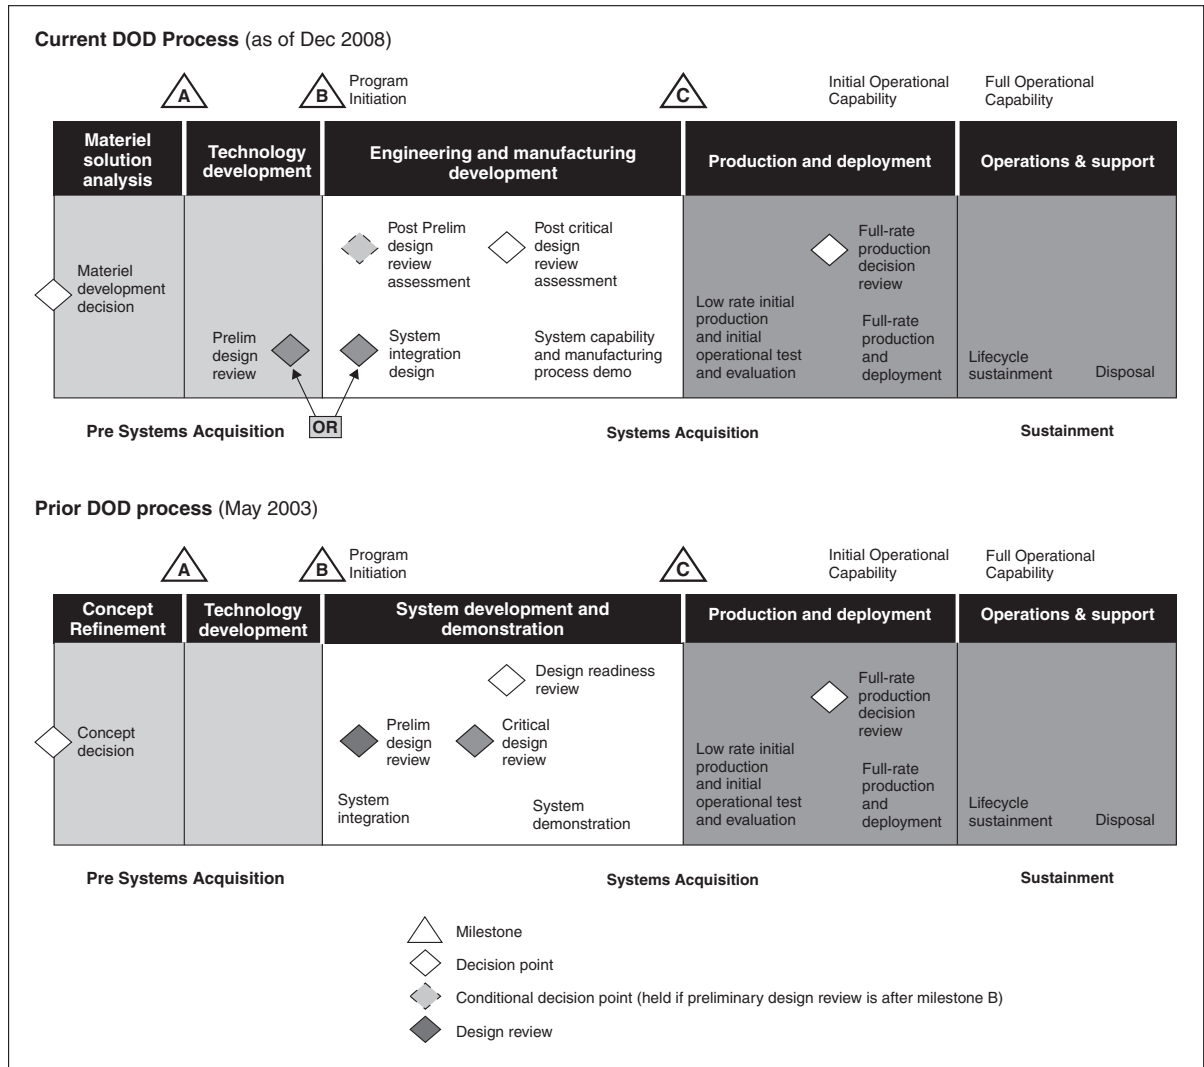 Current DOD Process (as of Dec 2008)
A
B
Program
Initiation
C
Initial Operational
Capability
Full Operational
Capability
Materiel
solution
analysis
Technology
development
Engineering and manufacturing
development
Production and deployment
Operations & support
Materiel
development
decision
Prelim
design
review
Post Prelim
design
review
assessment
Post critical
design
review
assessment
System
integration
design
System capability
and manufacturing
process demo
Low rate initial
production
and initial
operational test
and evaluation
Full-rate
production
decision
review
Full-rate
production
and
deployment
Lifecycle
sustainment
Disposal
OR
Pre Systems Acquisition
Systems Acquisition
Sustainment
Prior DOD process (May 2003)
A
B
Program
Initiation
C
Initial Operational
Capability
Full Operational
Capability
Concept
Refinement
Technology
development
System development and
demonstration
Production and deployment
Operations & support
Concept
decision
Design readiness
review
Prelim
design
review
Critical
design
review
System
integration
System
demonstration
Low rate initial
production
and initial
operational test
and evaluation
Full-rate
production
decision
review
Full-rate
production
and
deployment
Lifecycle
sustainment
Disposal
Pre Systems Acquisition
Systems Acquisition
Sustainment
Milestone
Decision point
Conditional decision point (held if preliminary design review is after milestone B)
Design review